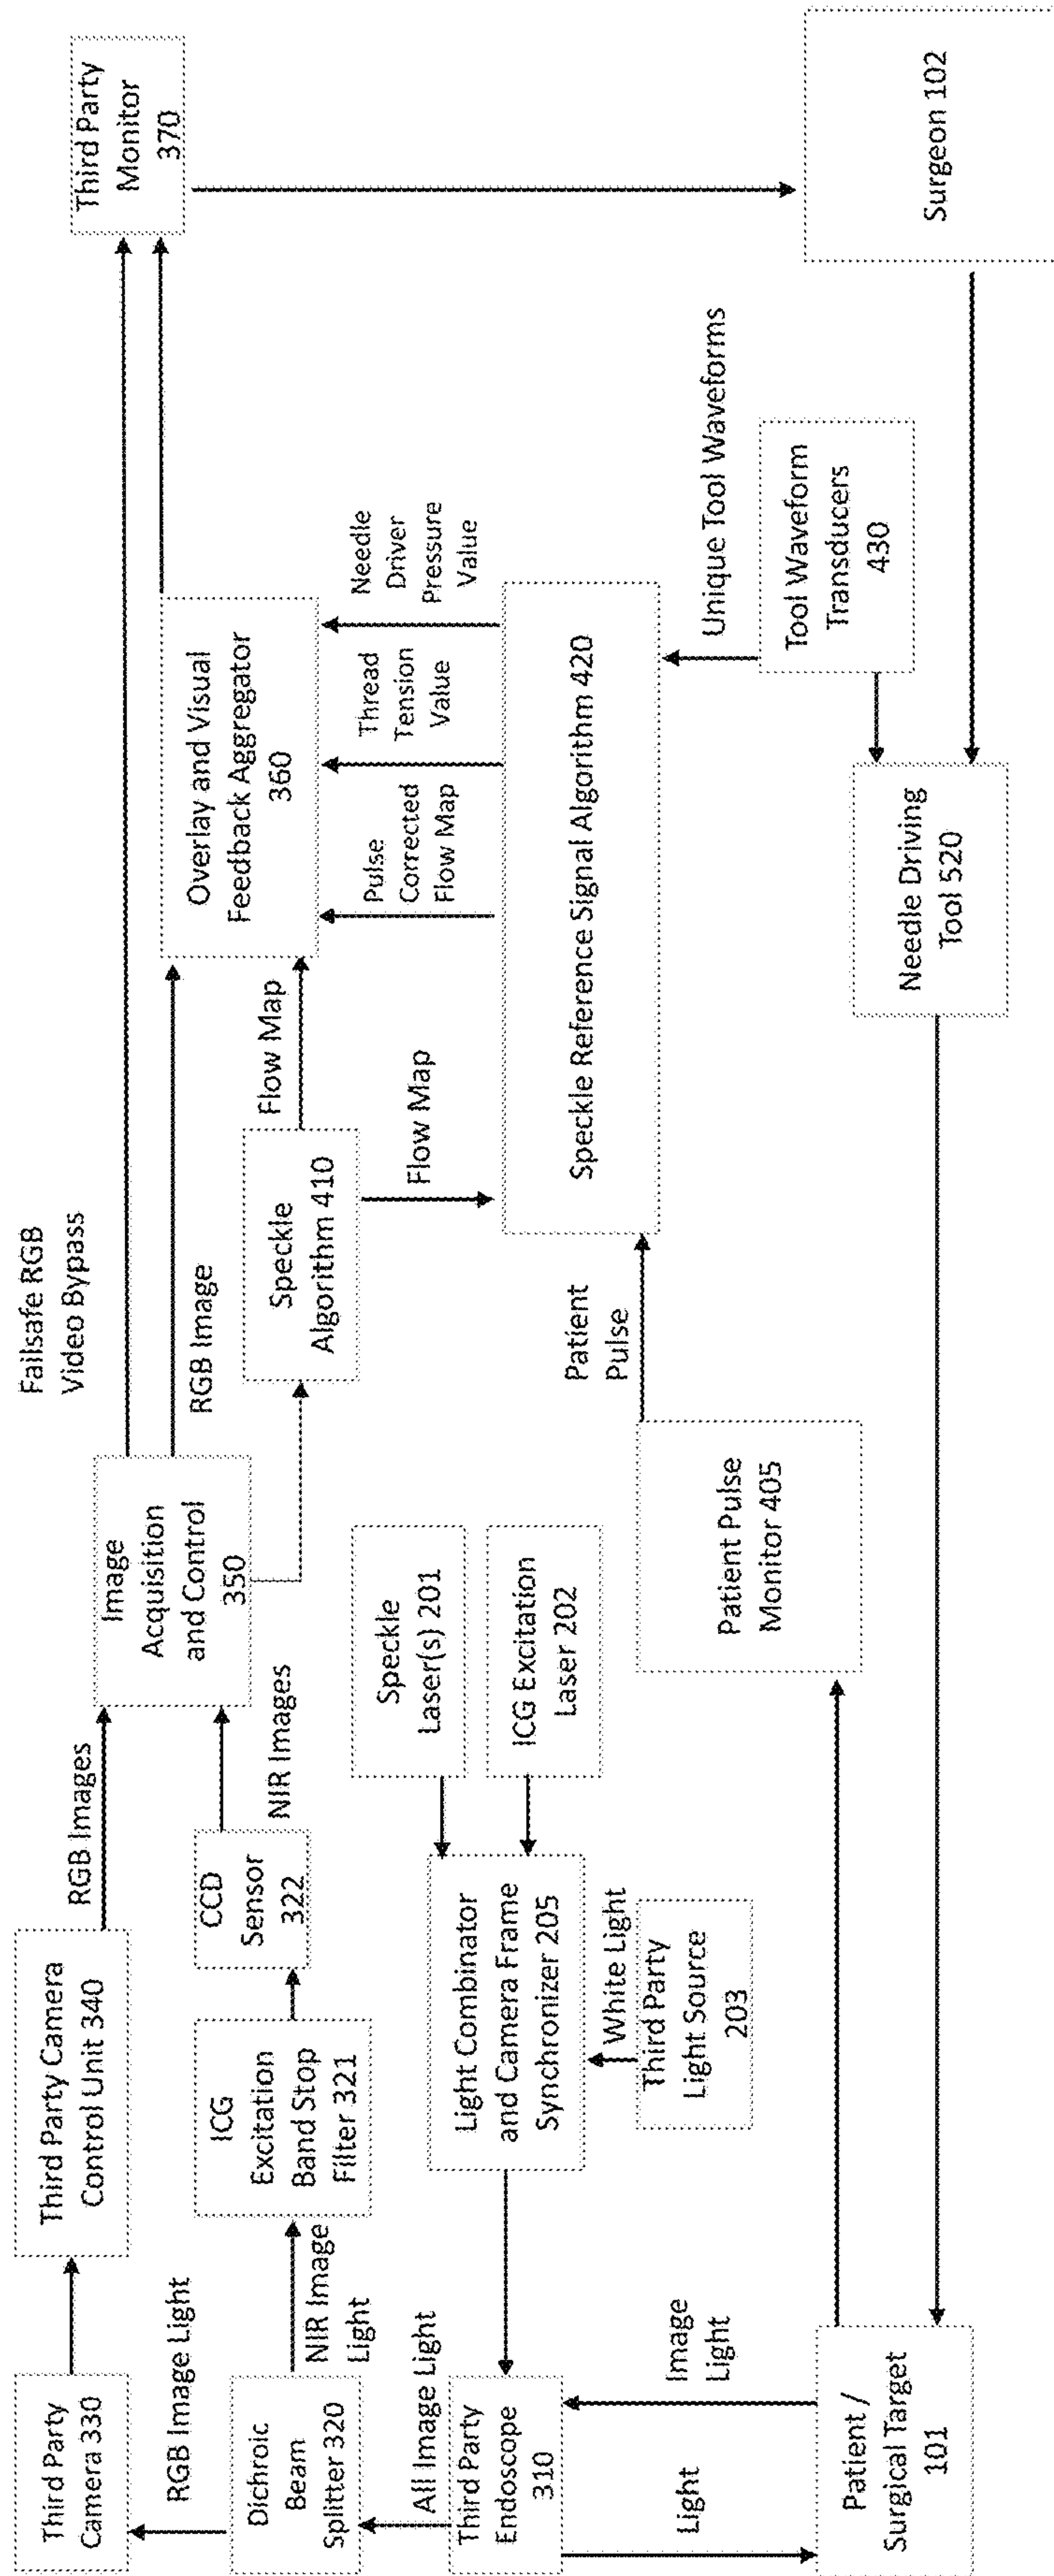 Third Party
Camera 330
Third Party Camera
Control Unit 340
RGB Images
Image
Acquisition
and Control
350
Failsafe RGB
Video Bypass
Third Party
Monitor
370
RGB Image Light
Dichroic
Beam
Splitter 320
NIR Image
Light
ICG
Excitation
Band Stop
Filter 321
CCD
Sensor
322
NIR Images
RGB Image
Speckle
Algorithm 410
Flow Map
Flow Map
Overlay and Visual
Feedback Aggregator
360
All Image Light
Third Party
Endoscope
310
Light Combinator
and Camera Frame
Synchronizer 205
Speckle
Laser(s) 201
ICG Excitation
Laser 202
White Light
Third Party
Light Source
203
Pulse
Corrected
Flow Map
Thread
Tension
Value
Needle
Driver
Pressure
Value
Speckle Reference Signal Algorithm 420
Patient
Pulse
Patient Pulse
Monitor 405
Unique Tool Waveforms
Tool Waveform
Transducers
430
Light
Image
Light
Patient /
Surgical Target
101
Needle Driving
Tool 520
Surgeon 102